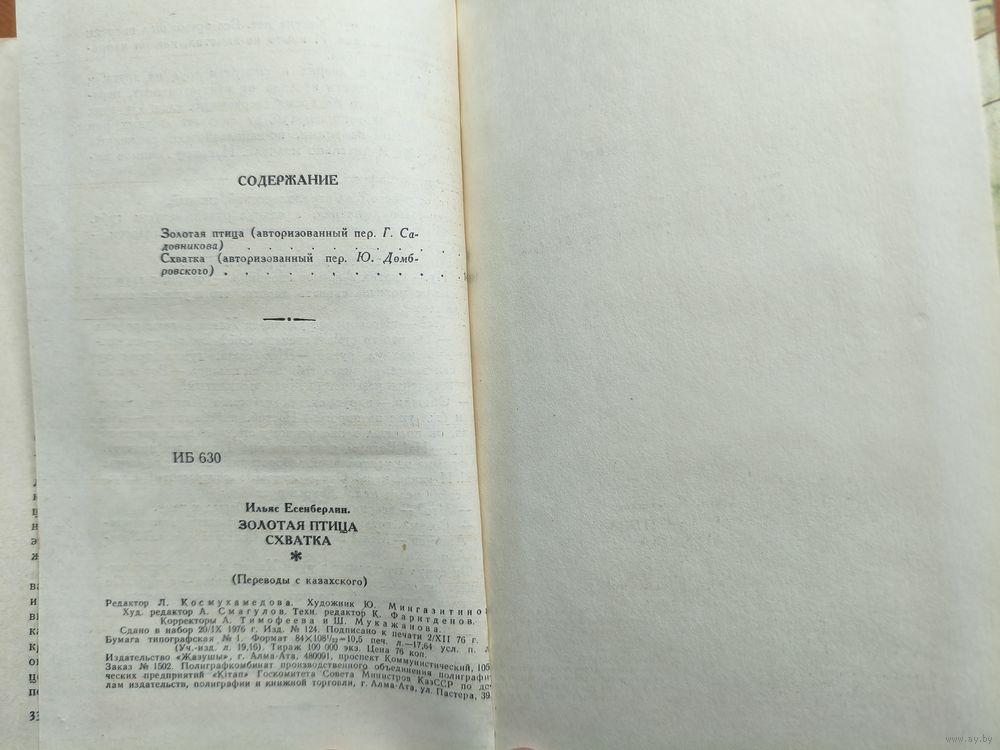 СОДЕРЖАНИЕ
Золотая птица (авторизованный пер. Г. Са-
довникова) . . . . . . . . .
Схватка (авторизованный пер. Ю. Домб-
ровского) . . . . . . . . . .
ИБ 630
Ильяс Есенберлин.
ЗОЛОТАЯ ПТИЦА
СХВАТКА
*
(Переводы с казахского)
Редактор Л. Космухамедова. Художник Ю. Мингазитино
Худ. редактор А. Смагулов. Техн. редактор К. Фаритденов.
Корректоры А. Тимофеева и Ш. Мукажанова.
Сдано в набор 20/IX 1976 г. Изд. № 124. Подписано к печати 2/XII 76 г.
Бумага типографская № 1. Формат 84×108¹/₃₂=10,5 печ. л.—17,64 усл. п. л.
(Уч.-изд. л. 19,16). Тираж 100 000 экз. Цена 76 коп.
Издательство «Жазушы», г. Алма-Ата, 480091, проспект Коммунистический, 105
Заказ № 1502. Полиграфкомбинат производственного объединения полиграфи-
ческих предприятий «Кітап» Госкомитета Совета Министров КазССР по де-
лам издательств, полиграфии и книжной торговли, г. Алма-Ата, ул. Пастера, 39.
www.ay.by